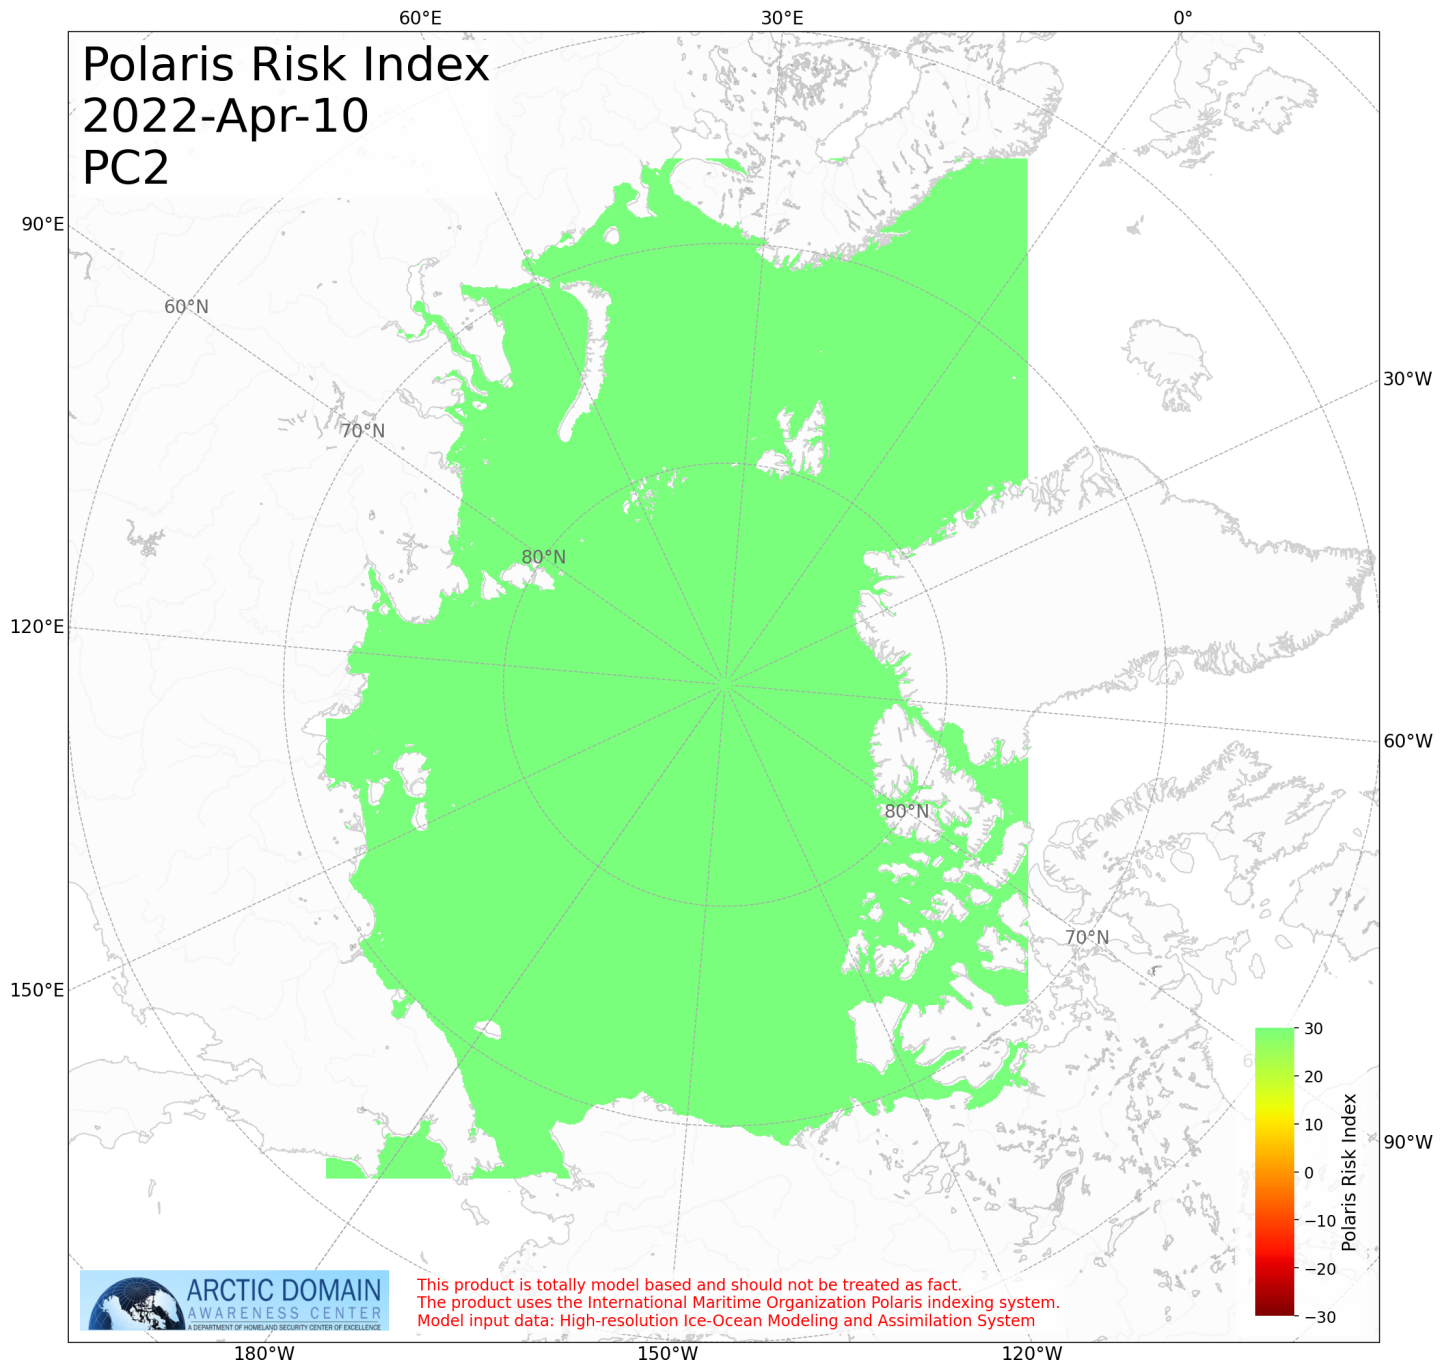 60°E 30°E 0°
Polaris Risk Index
2022-Apr-10
PC2
90°E
60°N
30°W
70°N
80°N
120°E
60°W
80°N
70°N
150°E
30
20
10
0
−10
−20
−30
Polaris Risk Index
90°W
ARCTIC DOMAIN
AWARENESS CENTER
A DEPARTMENT OF HOMELAND SECURITY CENTER OF EXCELLENCE
This product is totally model based and should not be treated as fact.
The product uses the International Maritime Organization Polaris indexing system.
Model input data: High-resolution Ice-Ocean Modeling and Assimilation System
180°W 150°W 120°W